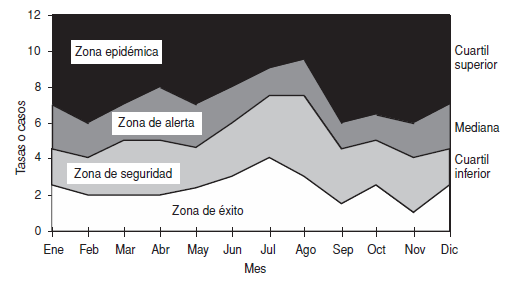 12
10
8
6
4
2
0
Tasas o casos
Zona epidémica
Zona de alerta
Zona de seguridad
Zona de éxito
Cuartil
superior
Mediana
Cuartil
inferior
Ene Feb Mar Abr May Jun Jul Ago Sep Oct Nov Dic
Mes